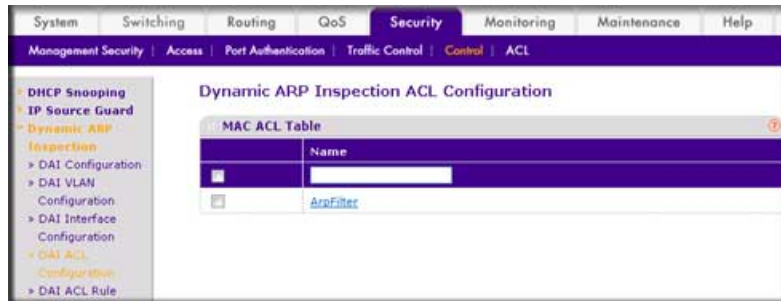 System Switching Routing QoS Security Monitoring Maintenance Help
Management Security | Access | Port Authentication | Traffic Control | Control | ACL
DHCP Snooping
IP Source Guard
Dynamic ARP
Inspection
» DAI Configuration
» DAI VLAN
Configuration
» DAI Interface
Configuration
» DAI ACL
Configuration
» DAI ACL Rule
Dynamic ARP Inspection ACL Configuration
MAC ACL Table
Name
ArpFilter